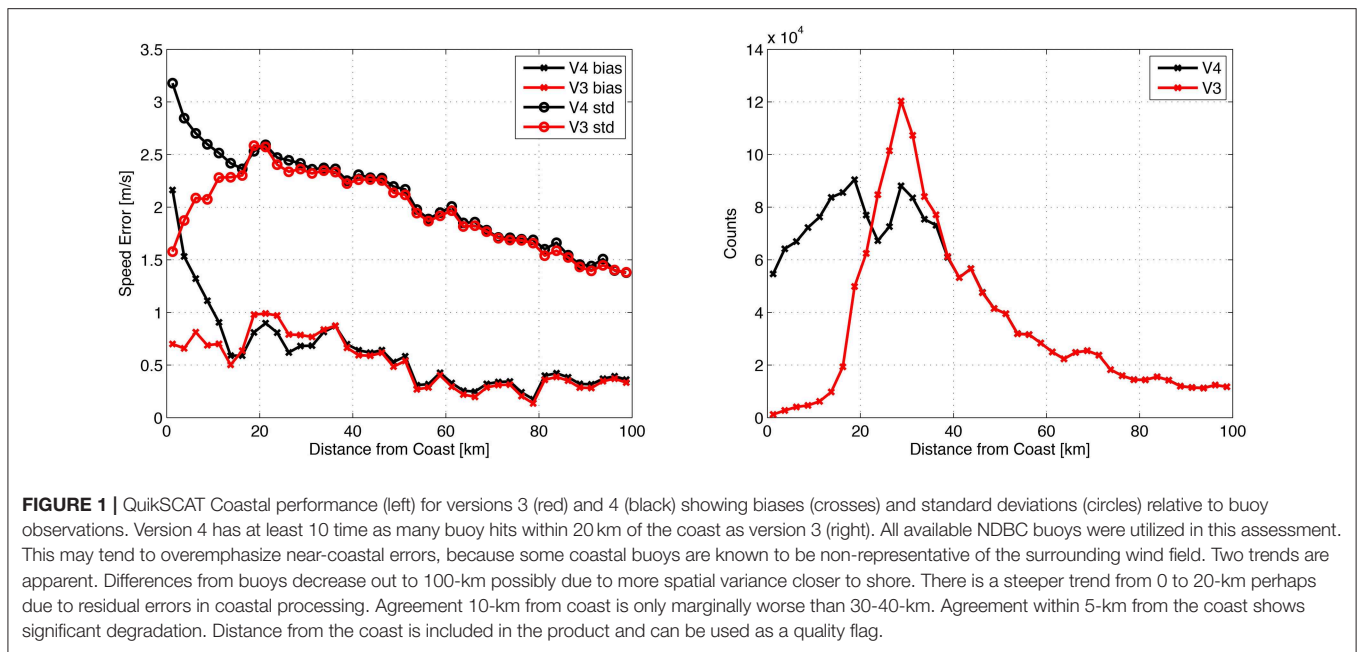 3.5
3
2.5
2
1.5
1
0.5
0
Speed Error [m/s]
0 20 40 60 80 100
Distance from Coast [km]
V4 bias
V3 bias
V4 std
V3 std
x 10⁴
14
12
10
8
6
4
2
0
Counts
0 20 40 60 80 100
Distance from Coast [km]
V4
V3
FIGURE 1 | QuikSCAT Coastal performance (left) for versions 3 (red) and 4 (black) showing biases (crosses) and standard deviations (circles) relative to buoy
observations. Version 4 has at least 10 time as many buoy hits within 20 km of the coast as version 3 (right). All available NDBC buoys were utilized in this assessment.
This may tend to overemphasize near-coastal errors, because some coastal buoys are known to be non-representative of the surrounding wind field. Two trends are
apparent. Differences from buoys decrease out to 100-km possibly due to more spatial variance closer to shore. There is a steeper trend from 0 to 20-km perhaps
due to residual errors in coastal processing. Agreement 10-km from coast is only marginally worse than 30-40-km. Agreement within 5-km from the coast shows
significant degradation. Distance from the coast is included in the product and can be used as a quality flag.